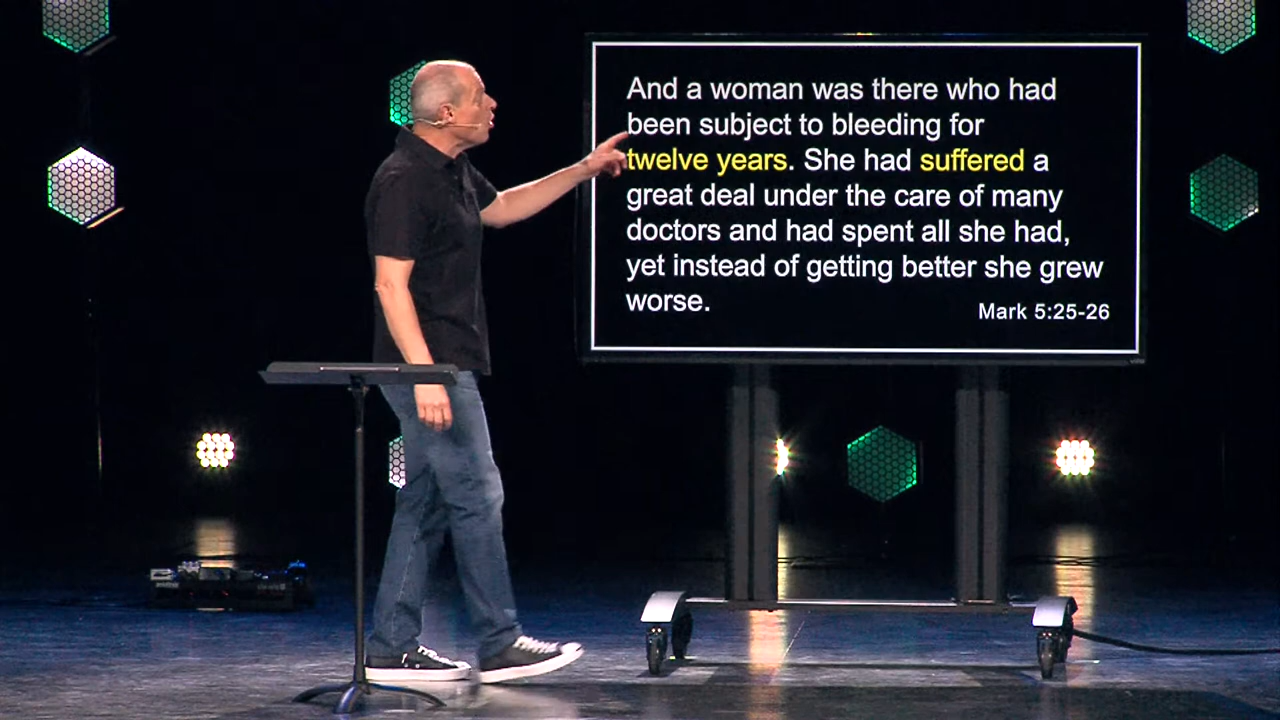 And a woman was there who had
been subject to bleeding for
twelve years. She had suffered a
great deal under the care of many
doctors and had spent all she had,
yet instead of getting better she grew
worse.
Mark 5:25-26